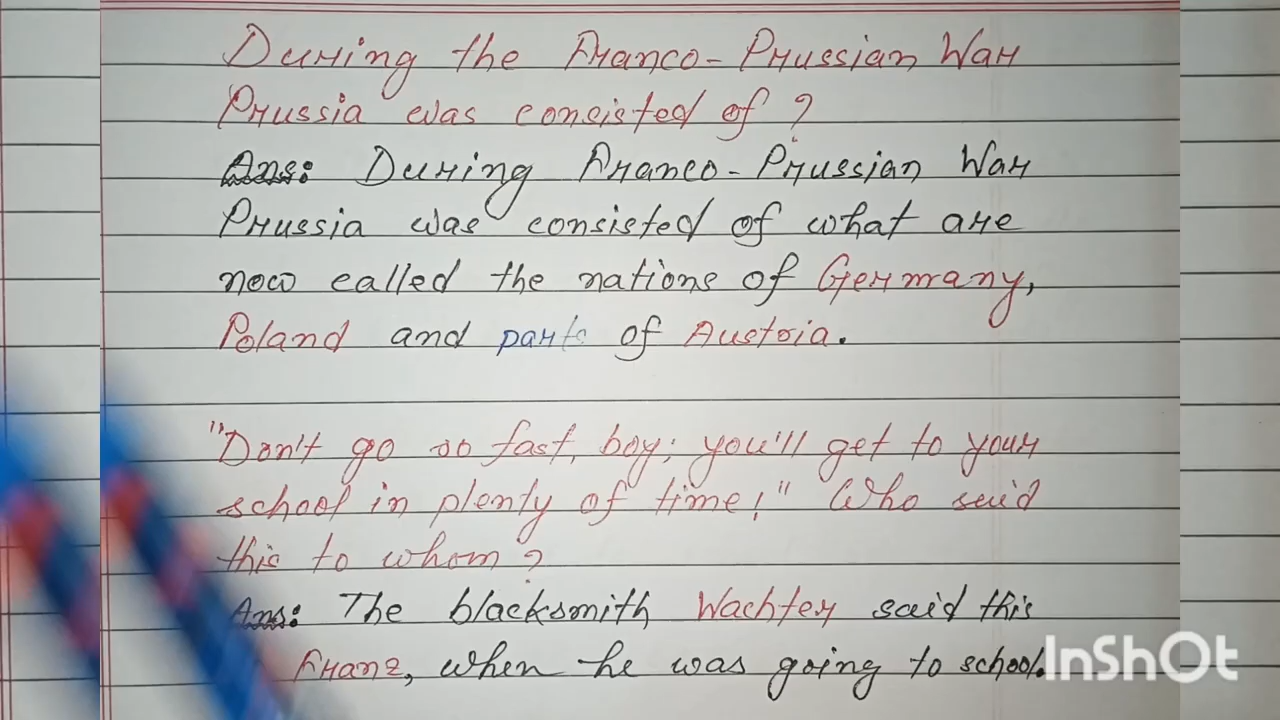 During the Franco-Prussian War
Prussia was consisted of ?
Ans: During Franco-Prussian War
Prussia was consisted of what are
now called the nations of Germany,
Poland and parts of Austria.
"Don't go so fast, boy; you'll get to your
school in plenty of time!" Who said
this to whom ?
Ans: The blacksmith Wachter said this
Franz, when he was going to school.
InShOt